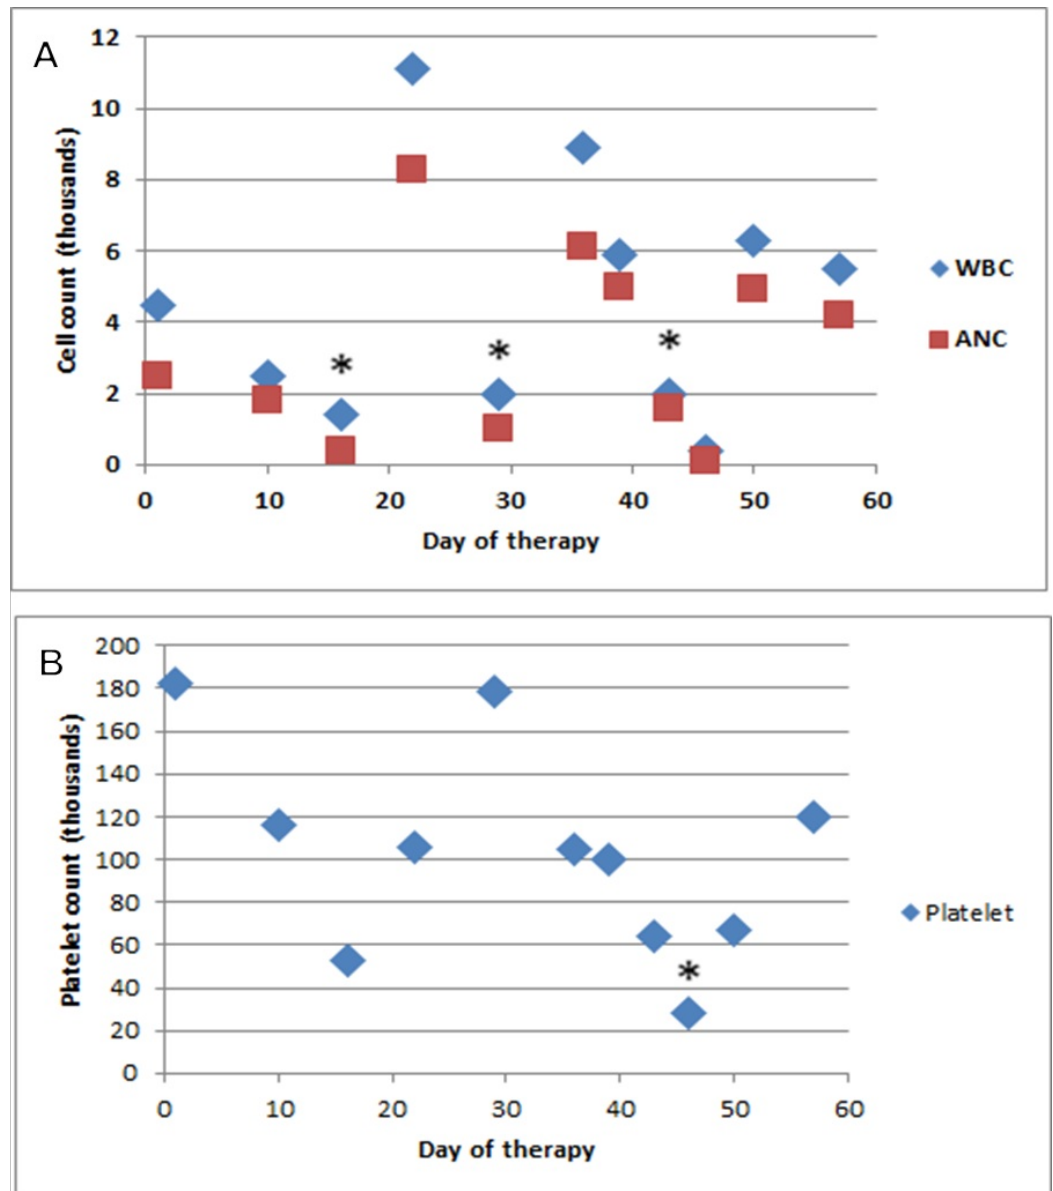 A
Cell count (thousands)
12
10
8
6
4
2
0
*
*
*
0 10 20 30 40 50 60
Day of therapy
WBC
ANC
B
Platelet count (thousands)
200
180
160
140
120
100
80
60
40
20
0
*
0 10 20 30 40 50 60
Day of therapy
Platelet